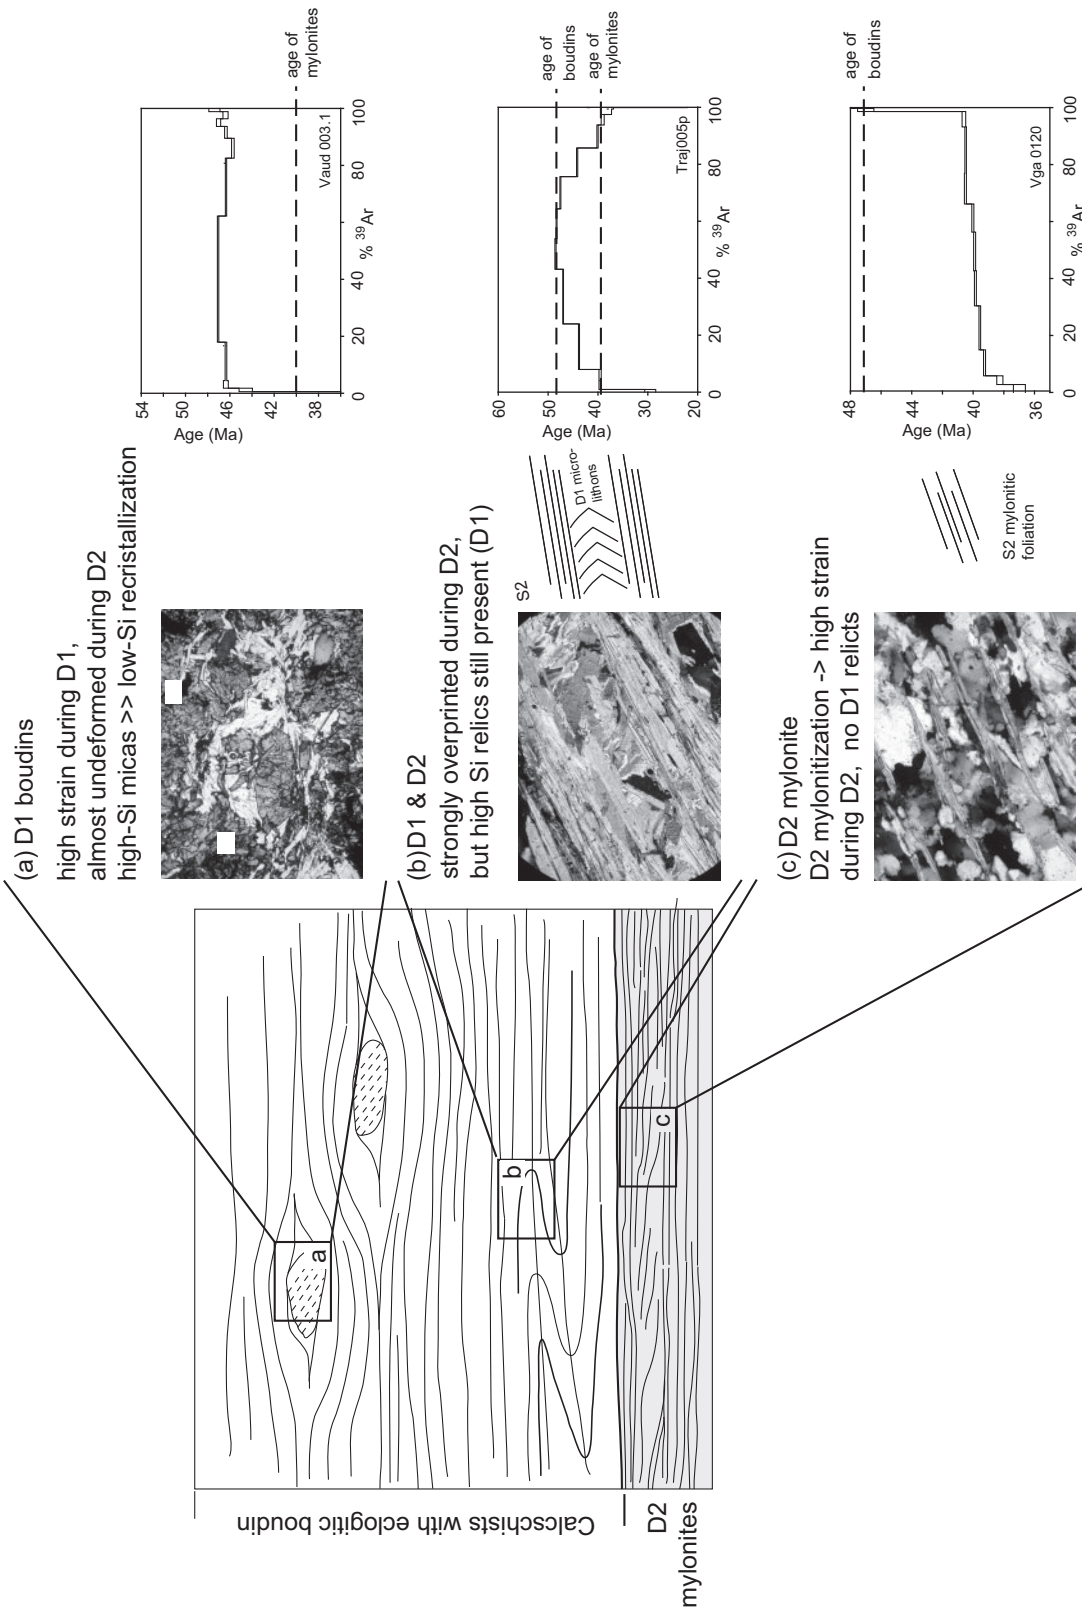 Calcschists with eclogitic boudin
D2
mylonites
a
b
c
(a) D1 boudins
high strain during D1,
almost undeformed during D2
high-Si micas >> low-Si recristallization
54
50
46
42
38
Age (Ma)
0
20
40
60
80
100
% 39Ar
Vaud 003.1
age of
mylonites
(b)D1 & D2
strongly overprinted during D2,
but high Si relics still present (D1)
S2
D1 micro-
lithons
60
50
40
30
20
Age (Ma)
0
20
40
60
80
100
% 39Ar
Traj005p
age of
boudins
age of
mylonites
(c) D2 mylonite
D2 mylonitization -> high strain
during D2, no D1 relicts
S2 mylonitic
foliation
48
44
40
36
Age (Ma)
0
20
40
60
80
100
% 39Ar
Vga 0120
age of
boudins